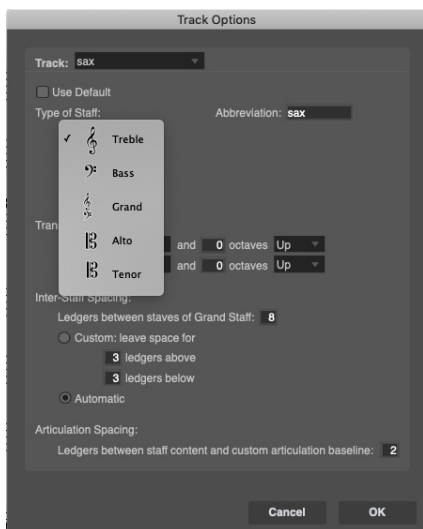 Track Options
Track: sax
Use Default
Type of Staff:
Abbreviation: sax
✓ Treble
Bass
Grand
Alto
Tenor
Tran
and 0 octaves Up
and 0 octaves Up
Inter-Staff Spacing:
Ledgers between staves of Grand Staff: 8
Custom: leave space for
3 ledgers above
3 ledgers below
Automatic
Articulation Spacing:
Ledgers between staff content and custom articulation baseline: 2
Cancel OK